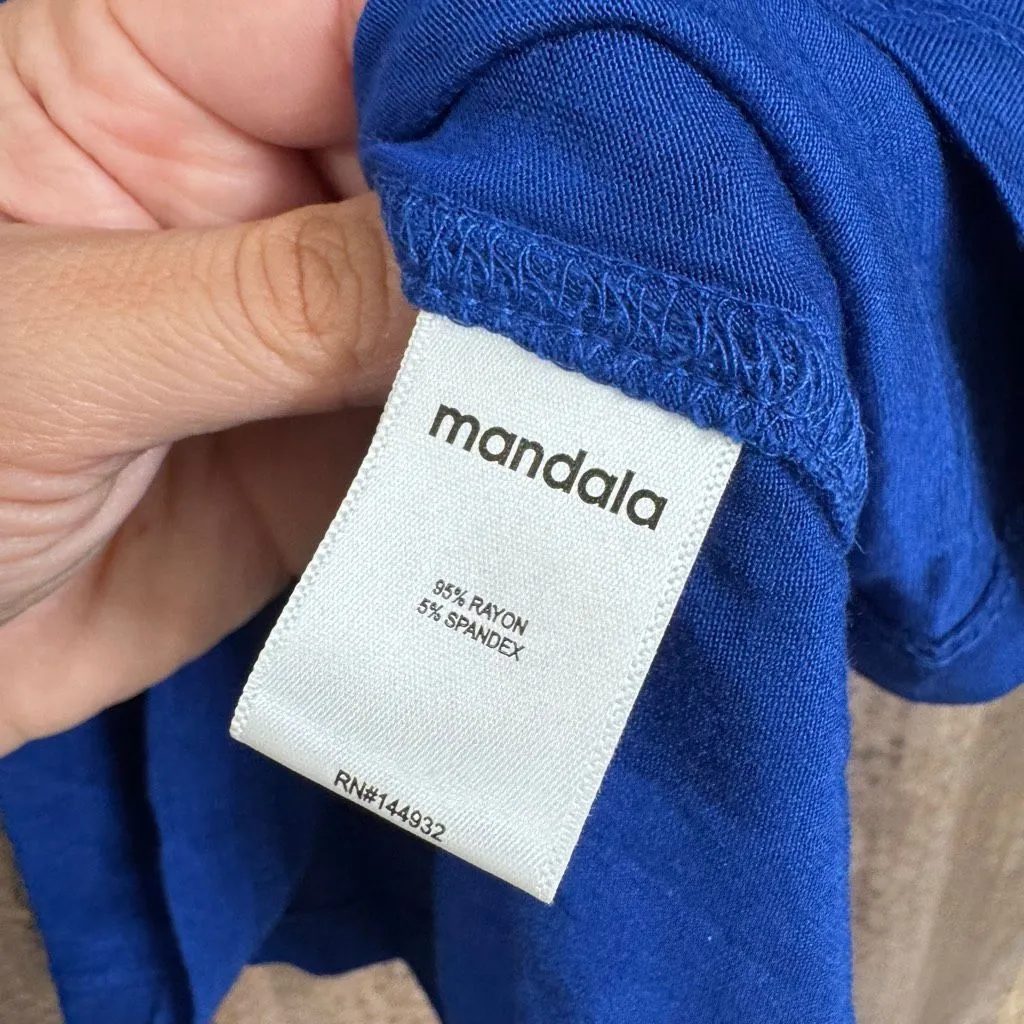 mandala
95% RAYON
5% SPANDEX
RN#144932